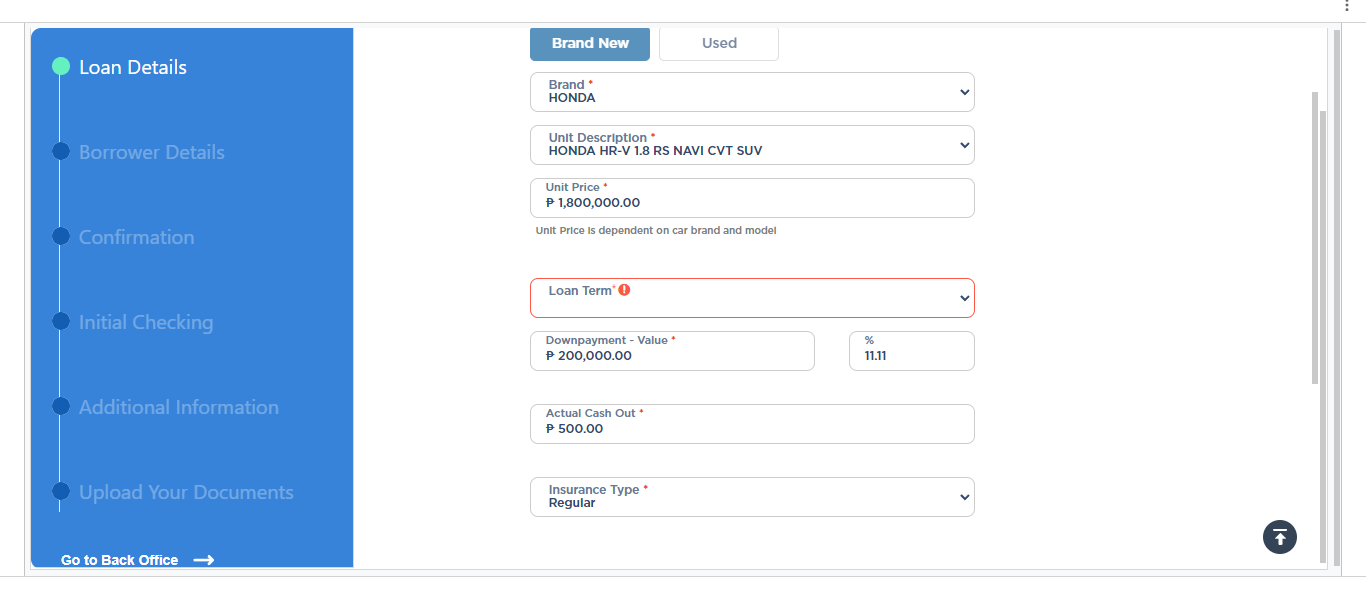 Loan Details
Borrower Details
Confirmation
Initial Checking
Additional Information
Upload Your Documents
Go to Back Office
Brand New
Used
Brand *
HONDA
Unit Description *
HONDA HR-V 1.8 RS NAVI CVT SUV
Unit Price *
₱ 1,800,000.00
Unit Price is dependent on car brand and model
Loan Term*
Downpayment - Value *
₱ 200,000.00
%
11.11
Actual Cash Out *
₱ 500.00
Insurance Type *
Regular